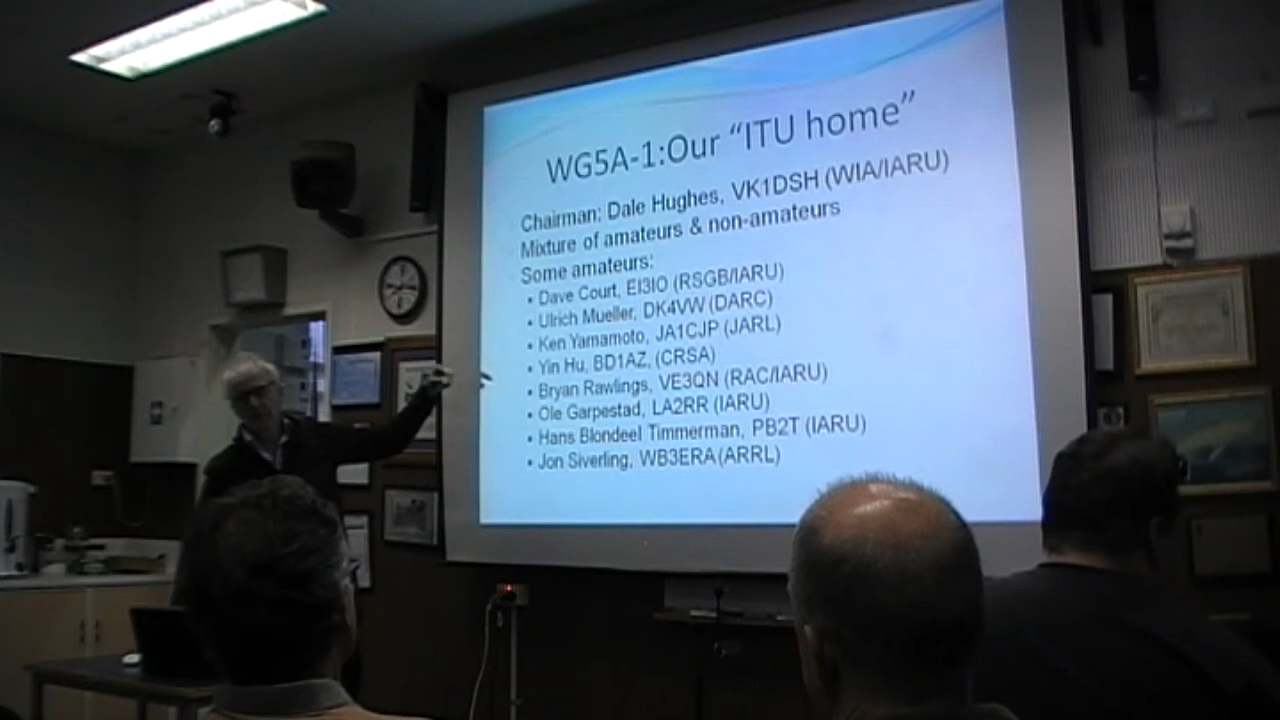 WG5A-1:Our “ITU home”
Chairman: Dale Hughes, VK1DSH (WIA/IARU)
Mixture of amateurs & non-amateurs
Some amateurs:
• Dave Court, EI3IO (RSGB/IARU)
• Ulrich Mueller, DK4VW (DARC)
• Ken Yamamoto, JA1CJP (JARL)
• Yin Hu, BD1AZ, (CRSA)
• Bryan Rawlings, VE3QN (RAC/IARU)
• Ole Garpestad, LA2RR (IARU)
• Hans Blondeel Timmerman, PB2T (IARU)
• Jon Siverling, WB3ERA (ARRL)